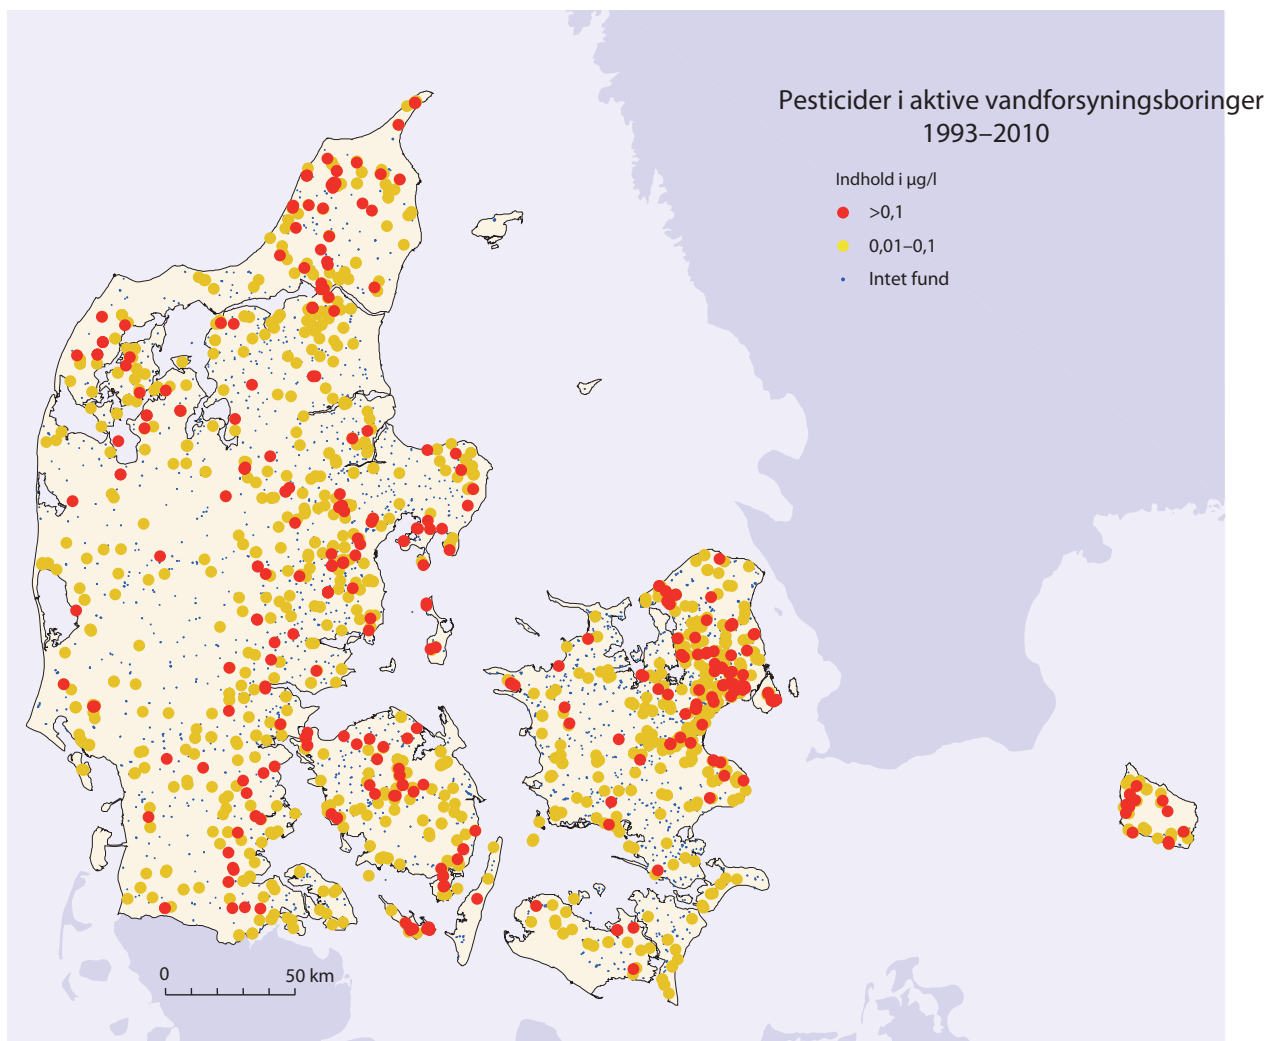 Pesticider i aktive vandforsyningsboringer
1993–2010
Indhold i µg/l
>0,1
0,01–0,1
Intet fund
0 50 km